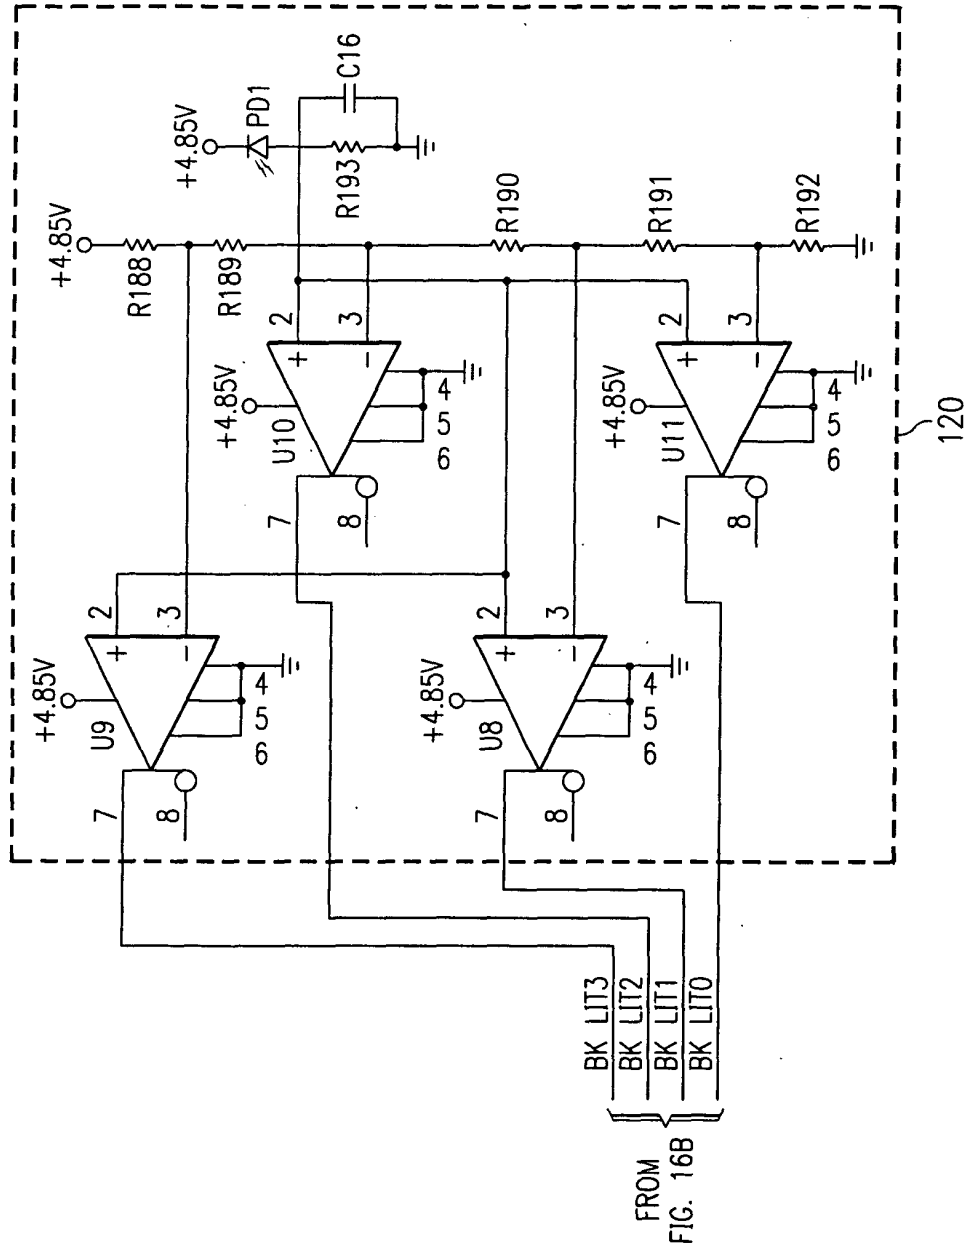 +4.85V
PD1
C16
R193
+4.85V
R188
R189
R190
R191
R192
+4.85V
U10
+
−
2
3
4
5
6
7
8
+4.85V
U11
+
−
2
3
4
5
6
7
8
+4.85V
U9
+
−
2
3
4
5
6
7
8
+4.85V
U8
+
−
2
3
4
5
6
7
8
120
BK LIT3
BK LIT2
BK LIT1
BK LIT0
FROM
FIG. 16B